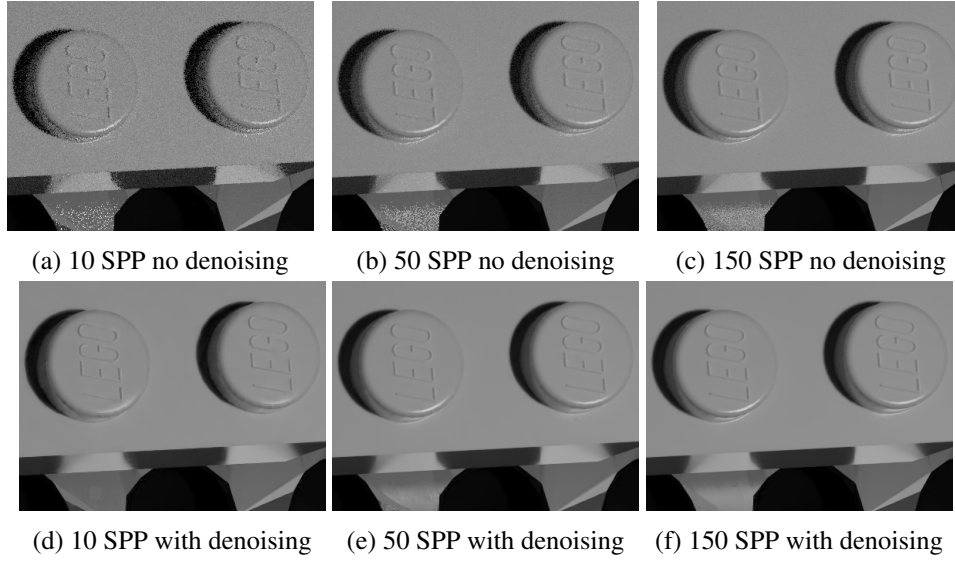 LEGO LEGO LEGO LEGO LEGO LEGO
(a) 10 SPP no denoising (b) 50 SPP no denoising (c) 150 SPP no denoising
LEGO LEGO LEGO LEGO LEGO LEGO
(d) 10 SPP with denoising (e) 50 SPP with denoising (f) 150 SPP with denoising